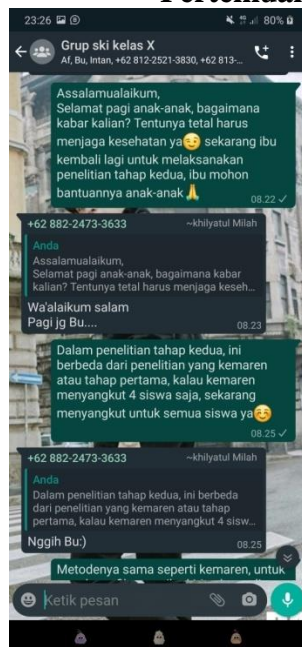 23:26
80%
Grup ski kelas X
Af, Bu, Intan, +62 812-2521-3830, +62 813-...
Assalamualaikum,
Selamat pagi anak-anak, bagaimana
kabar kalian? Tentunya tetal harus
menjaga kesehatan ya😉 sekarang ibu
kembali lagi untuk melaksanakan
penelitian tahap kedua, ibu mohon
bantuannya anak-anak🙏
08.22 ✓
+62 882-2473-3633 ~khilyatul Milah
Anda
Assalamualaikum,
Selamat pagi anak-anak, bagaimana
kabar kalian? Tentunya tetal harus menjaga keseh...
Wa'alaikum salam
Pagi jg Bu....
08.23
Dalam penelitian tahap kedua, ini
berbeda dari penelitian yang kemaren
atau tahap pertama, kalau kemaren
menyangkut 4 siswa saja, sekarang
menyangkut untuk semua siswa ya☺️
08.25 ✓
+62 882-2473-3633 ~khilyatul Milah
Anda
Dalam penelitian tahap kedua, ini berbeda
dari penelitian yang kemaren atau tahap
pertama, kalau kemaren menyangkut 4 sisw...
Nggih Bu:)
08.25
Metodenya sama seperti kemaren, untuk
Ketik pesan